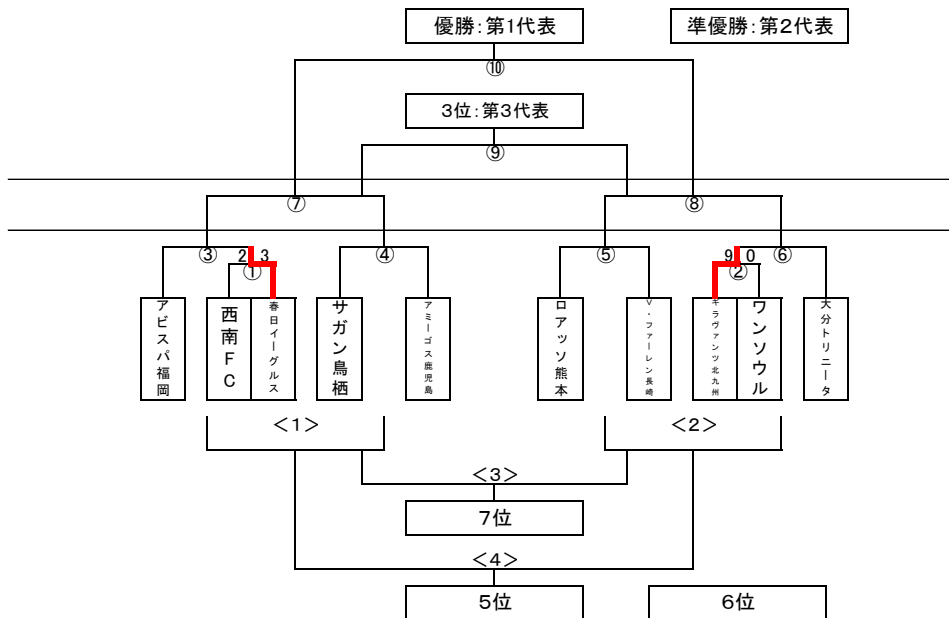 優勝：第1代表
準優勝：第2代表
⑩
3位：第3代表
⑨
⑦
⑧
③
2 3
①
④
⑤
9 0
②
⑥
アビスパ福岡
西南FC
春日イーグルス
サガン鳥栖
アミーゴス鹿児島
ロアッソ熊本
V・ファーレン長崎
ギラヴァンツ北九州
ワンソウル
大分トリニータ
＜1＞
＜2＞
＜3＞
7位
＜4＞
5位
6位